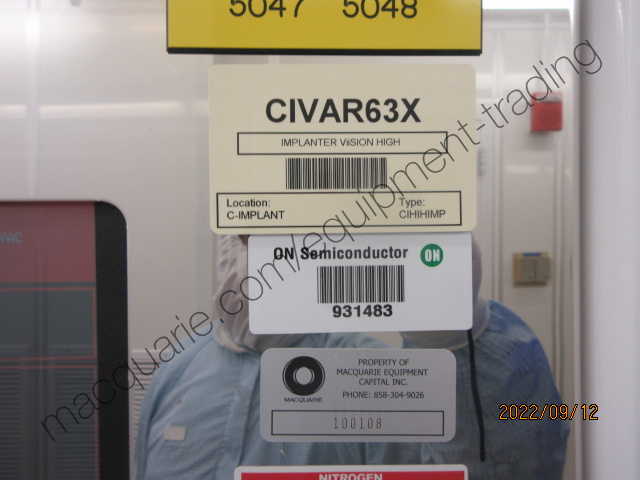 5047 5048
CIVAR63X
IMPLANTER ViiSION HIGH
Location:
C-IMPLANT
Type:
CIHIHIMP
ON Semiconductor ON
931483
PROPERTY OF
MACQUARIE EQUIPMENT
CAPITAL INC.
PHONE: 858-304-9026
MACQUARIE
100108
NITROGEN
VAC
macquarie.com/equipment-trading
2022/09/12